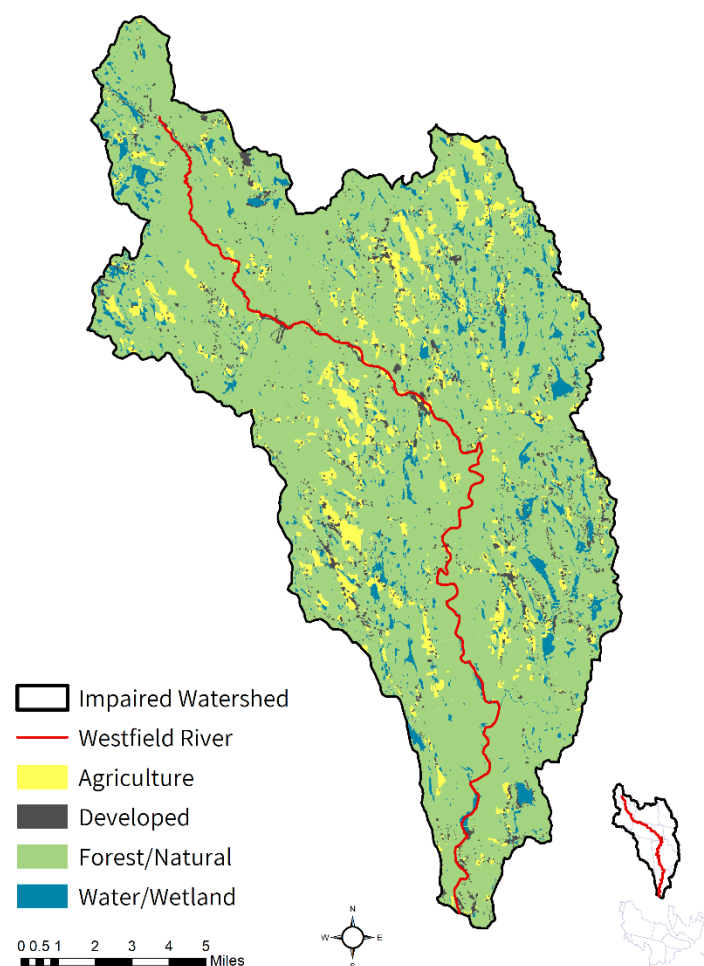 Impaired Watershed
Westfield River
Agriculture
Developed
Forest/Natural
Water/Wetland
N
W E
S
0 0.5 1 2 3 4 5
Miles